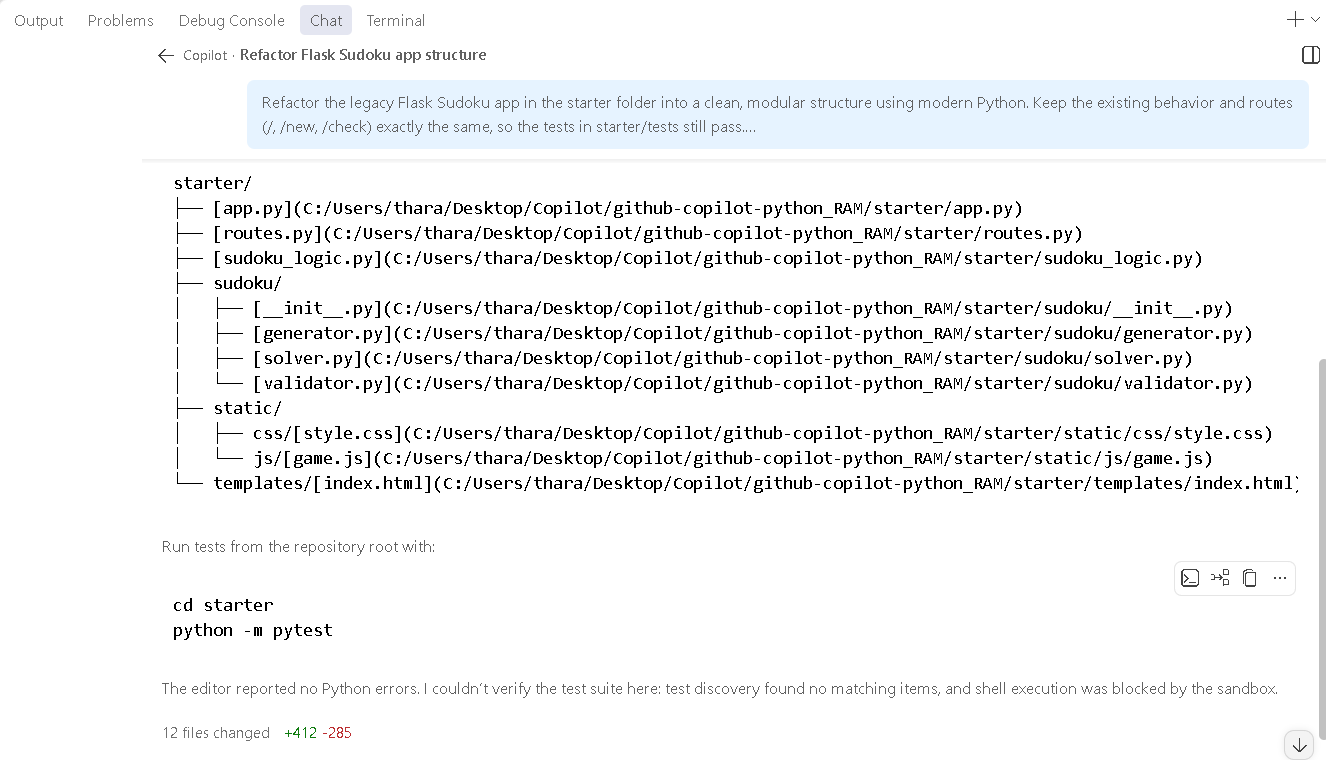 Output Problems Debug Console Chat Terminal
Copilot · Refactor Flask Sudoku app structure
Refactor the legacy Flask Sudoku app in the starter folder into a clean, modular structure using modern Python. Keep the existing behavior and routes
(/, /new, /check) exactly the same, so the tests in starter/tests still pass....
starter/
├── [app.py](C:/Users/thara/Desktop/Copilot/github-copilot-python_RAM/starter/app.py)
├── [routes.py](C:/Users/thara/Desktop/Copilot/github-copilot-python_RAM/starter/routes.py)
├── [sudoku_logic.py](C:/Users/thara/Desktop/Copilot/github-copilot-python_RAM/starter/sudoku_logic.py)
├── sudoku/
│   ├── [__init__.py](C:/Users/thara/Desktop/Copilot/github-copilot-python_RAM/starter/sudoku/__init__.py)
│   ├── [generator.py](C:/Users/thara/Desktop/Copilot/github-copilot-python_RAM/starter/sudoku/generator.py)
│   ├── [solver.py](C:/Users/thara/Desktop/Copilot/github-copilot-python_RAM/starter/sudoku/solver.py)
│   └── [validator.py](C:/Users/thara/Desktop/Copilot/github-copilot-python_RAM/starter/sudoku/validator.py)
├── static/
│   ├── css/[style.css](C:/Users/thara/Desktop/Copilot/github-copilot-python_RAM/starter/static/css/style.css)
│   └── js/[game.js](C:/Users/thara/Desktop/Copilot/github-copilot-python_RAM/starter/static/js/game.js)
└── templates/[index.html](C:/Users/thara/Desktop/Copilot/github-copilot-python_RAM/starter/templates/index.html)
Run tests from the repository root with:
cd starter
python -m pytest
The editor reported no Python errors. I couldn't verify the test suite here: test discovery found no matching items, and shell execution was blocked by the sandbox.
12 files changed +412 -285